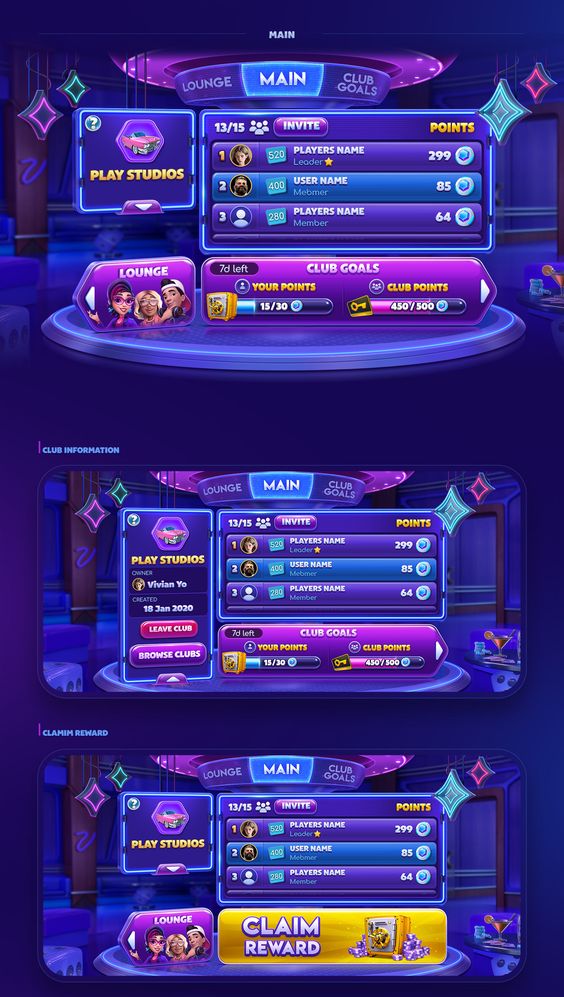 MAIN
LOUNGE
MAIN
CLUB GOALS
?
PLAY STUDIOS
13/15
INVITE
POINTS
1 520 PLAYERS NAME 299
Leader
2 400 USER NAME 85
Mebmer
3 280 PLAYERS NAME 64
Member
LOUNGE
7d left
CLUB GOALS
YOUR POINTS
15/30
CLUB POINTS
450/500
CLUB INFORMATION
LOUNGE
MAIN
CLUB GOALS
?
PLAY STUDIOS
OWNER
Vivian Yo
CREATED
18 Jan 2020
LEAVE CLUB
BROWSE CLUBS
13/15
INVITE
POINTS
1 520 PLAYERS NAME 299
Leader
2 400 USER NAME 85
Mebmer
3 280 PLAYERS NAME 64
Member
7d left
CLUB GOALS
YOUR POINTS
15/30
CLUB POINTS
450/500
CLAMIM REWARD
LOUNGE
MAIN
CLUB GOALS
?
PLAY STUDIOS
13/15
INVITE
POINTS
1 520 PLAYERS NAME 299
Leader
2 400 USER NAME 85
Mebmer
3 280 PLAYERS NAME 64
Member
LOUNGE
CLAIM
REWARD